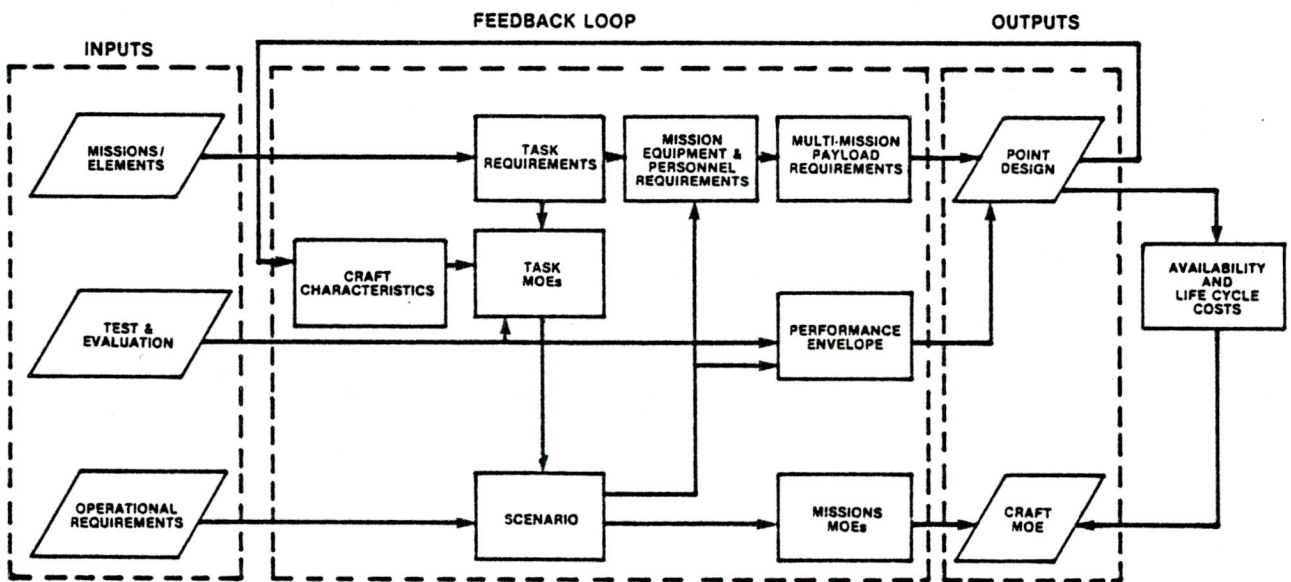 FEEDBACK LOOP
OUTPUTS
INPUTS
MISSIONS/
ELEMENTS
TASK
REQUIREMENTS
MISSION
EQUIPMENT &
PERSONNEL
REQUIREMENTS
MULTI-MISSION
PAYLOAD
REQUIREMENTS
POINT
DESIGN
CRAFT
CHARACTERISTICS
TASK
MOEs
AVAILABILITY
AND
LIFE CYCLE
COSTS
TEST &
EVALUATION
PERFORMANCE
ENVELOPE
OPERATIONAL
REQUIREMENTS
SCENARIO
MISSIONS
MOEs
CRAFT
MOE